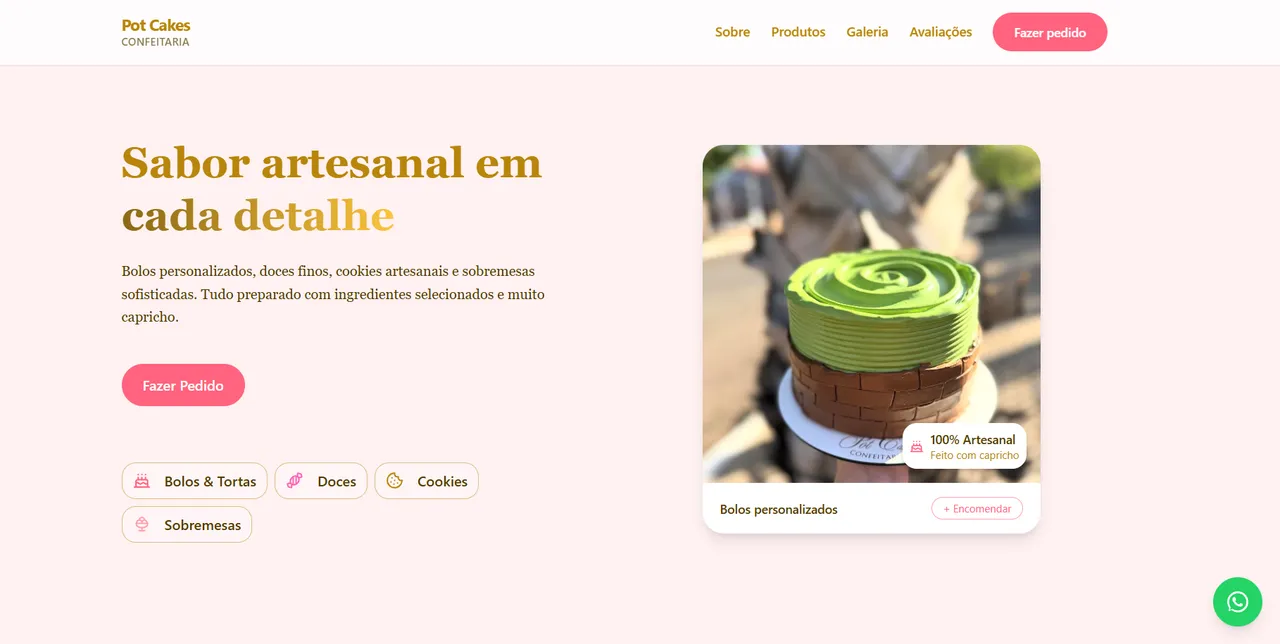 Pot Cakes
CONFEITARIA
Sobre
Produtos
Galeria
Avaliações
Fazer pedido
Sabor artesanal em
cada detalhe
Bolos personalizados, doces finos, cookies artesanais e sobremesas
sofisticadas. Tudo preparado com ingredientes selecionados e muito
capricho.
Fazer Pedido
Bolos & Tortas
Doces
Cookies
Sobremesas
Pot
CONFEITA
100% Artesanal
Feito com capricho
Bolos personalizados
+ Encomendar